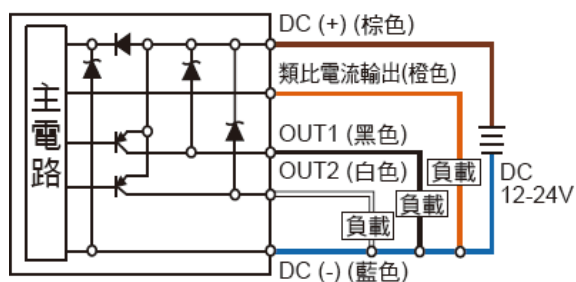 DC (+) (棕色)
類比電流輸出(橙色)
主電路
OUT1 (黑色)
OUT2 (白色)
負載
負載
負載
DC
12-24V
DC (-) (藍色)